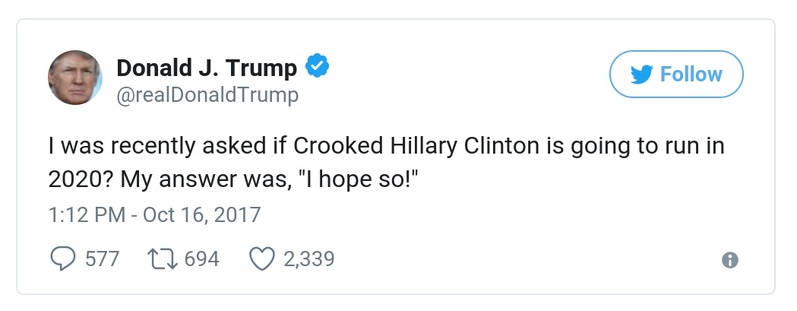 Donald J. Trump
@realDonaldTrump
Follow
I was recently asked if Crooked Hillary Clinton is going to run in
2020? My answer was, "I hope so!"
1:12 PM - Oct 16, 2017
577 694 2,339